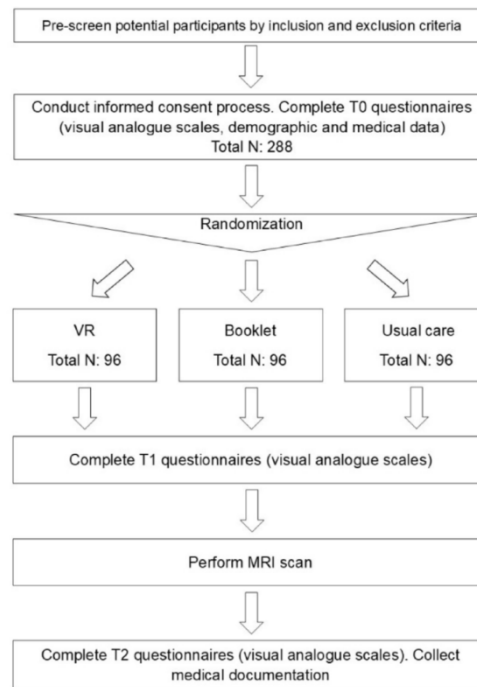 Pre-screen potential participants by inclusion and exclusion criteria
Conduct informed consent process. Complete T0 questionnaires
(visual analogue scales, demographic and medical data)
Total N: 288
Randomization
VR
Total N: 96
Booklet
Total N: 96
Usual care
Total N: 96
Complete T1 questionnaires (visual analogue scales)
Perform MRI scan
Complete T2 questionnaires (visual analogue scales). Collect
medical documentation